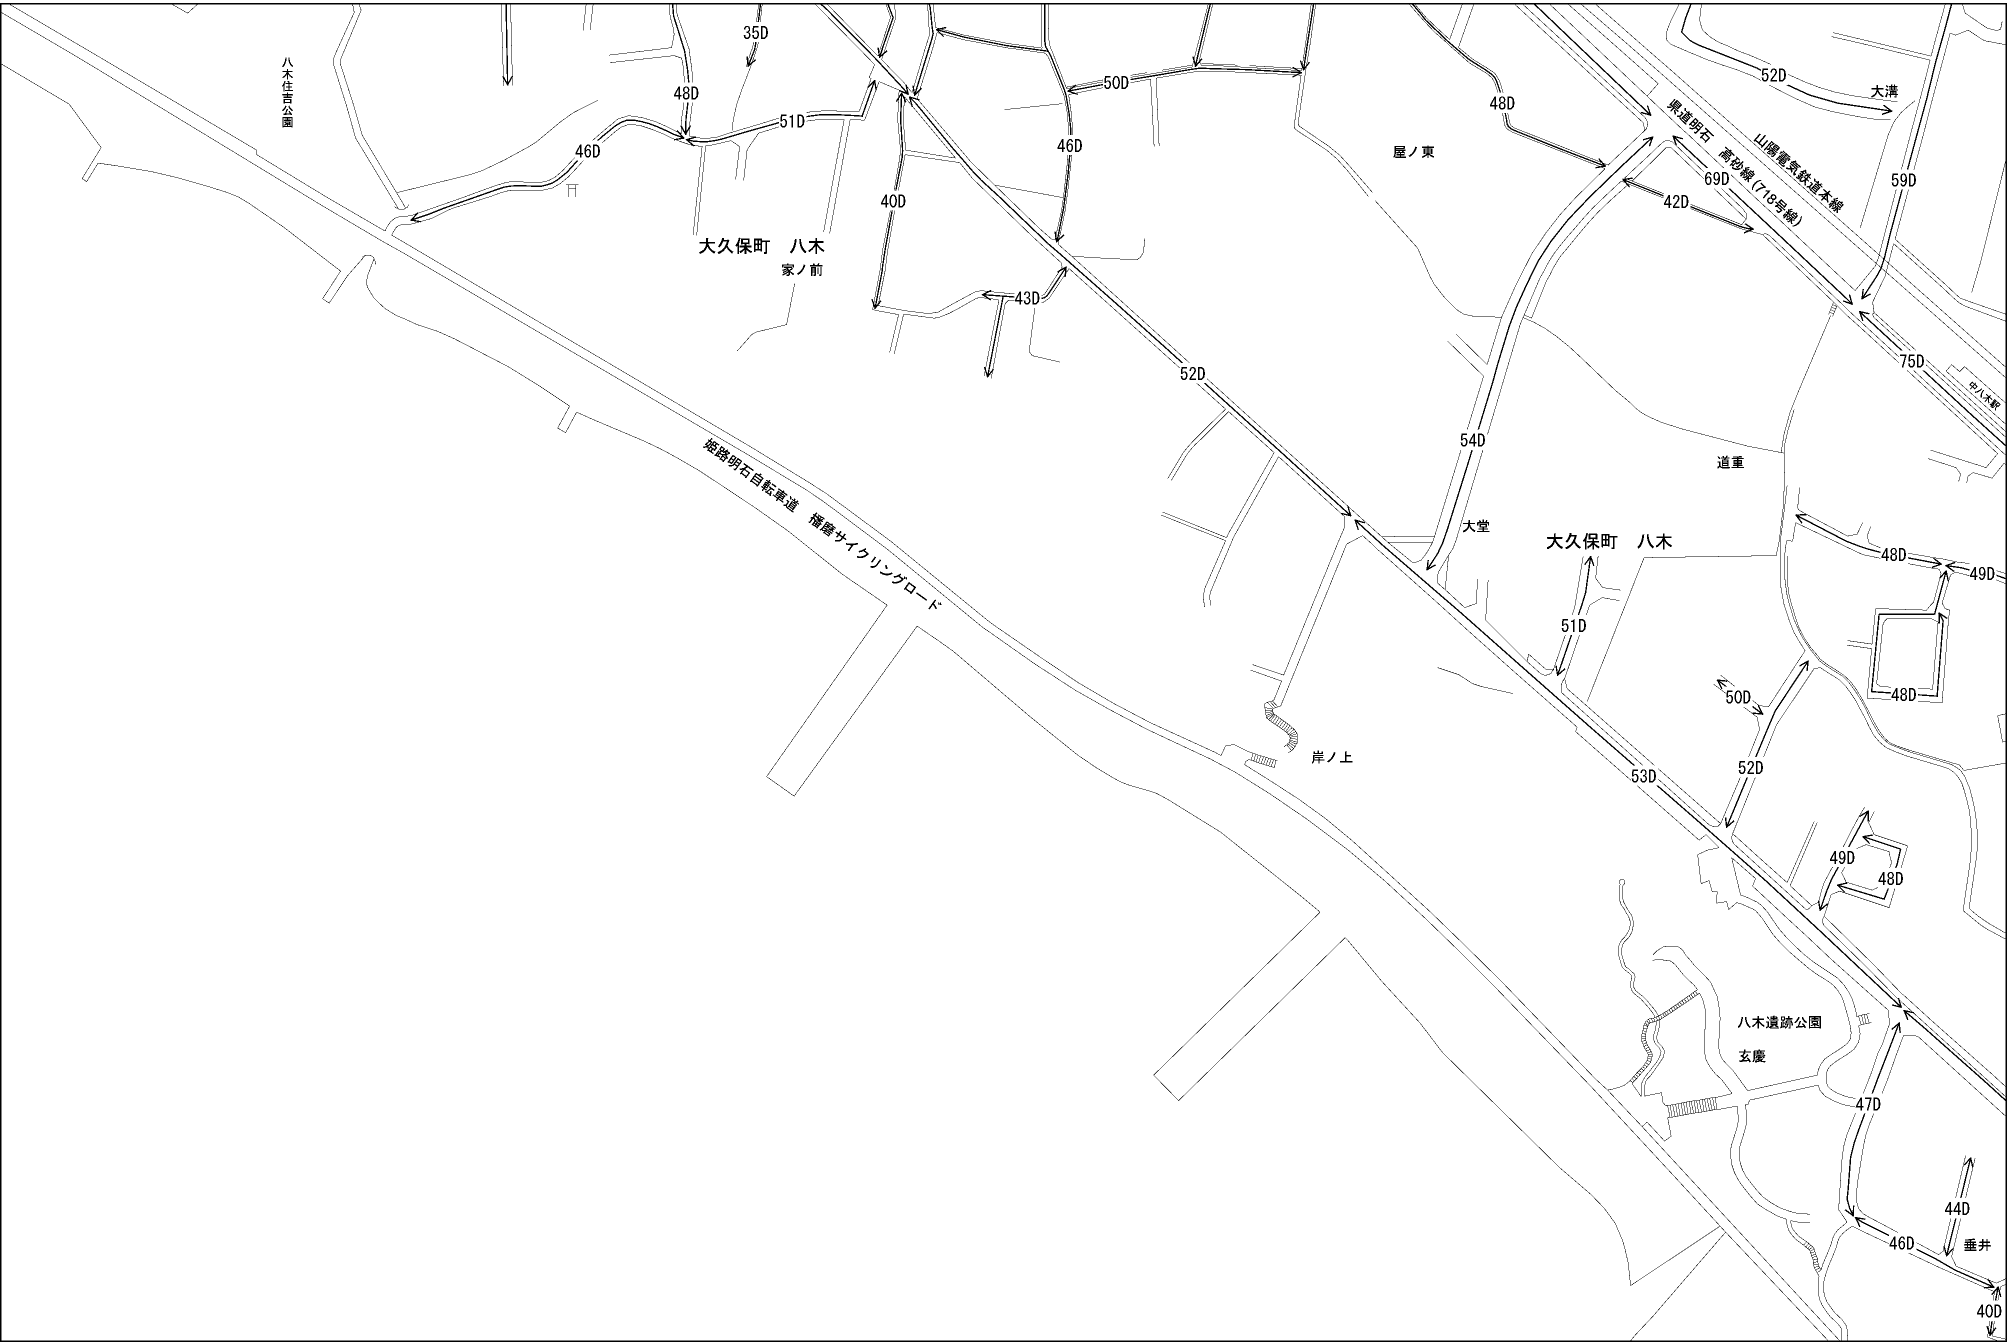 35D
52D
大溝
八木住吉公園
48D
50D
48D
県道明石　高砂線(718号線)
山陽電気鉄道本線
51D
46D
46D
屋ノ東
69D
59D
40D
42D
大久保町　八木
家ノ前
43D
52D
75D
中八木駅
54D
道重
姫路明石自転車道　播磨サイクリングロード
大堂
大久保町　八木
48D
49D
51D
50D
48D
岸ノ上
53D
52D
49D
48D
八木遺跡公園
玄慶
47D
44D
46D
垂井
40D